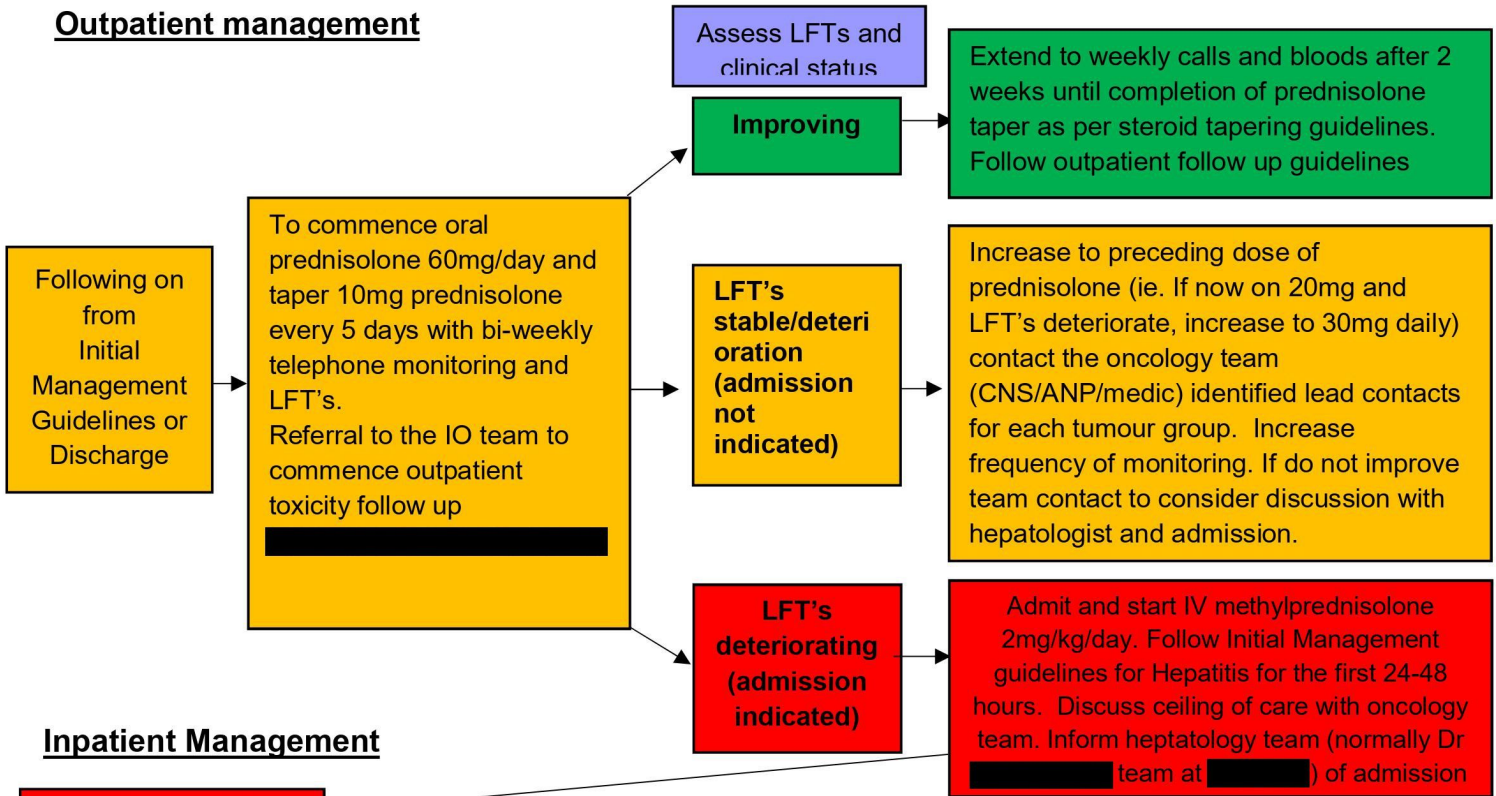 Outpatient management
Assess LFTs and
clinical status
Improving
Extend to weekly calls and bloods after 2
weeks until completion of prednisolone
taper as per steroid tapering guidelines.
Follow outpatient follow up guidelines
Following on
from
Initial
Management
Guidelines or
Discharge
To commence oral
prednisolone 60mg/day and
taper 10mg prednisolone
every 5 days with bi-weekly
telephone monitoring and
LFT's.
Referral to the IO team to
commence outpatient
toxicity follow up
LFT's
stable/deteri
oration
(admission
not
indicated)
Increase to preceding dose of
prednisolone (ie. If now on 20mg and
LFT's deteriorate, increase to 30mg daily)
contact the oncology team
(CNS/ANP/medic) identified lead contacts
for each tumour group.  Increase
frequency of monitoring. If do not improve
team contact to consider discussion with
hepatologist and admission.
LFT's
deteriorating
(admission
indicated)
Admit and start IV methylprednisolone
2mg/kg/day. Follow Initial Management
guidelines for Hepatitis for the first 24-48
hours.  Discuss ceiling of care with oncology
team. Inform heptatology team (normally Dr
team at ) of admission
Inpatient Management